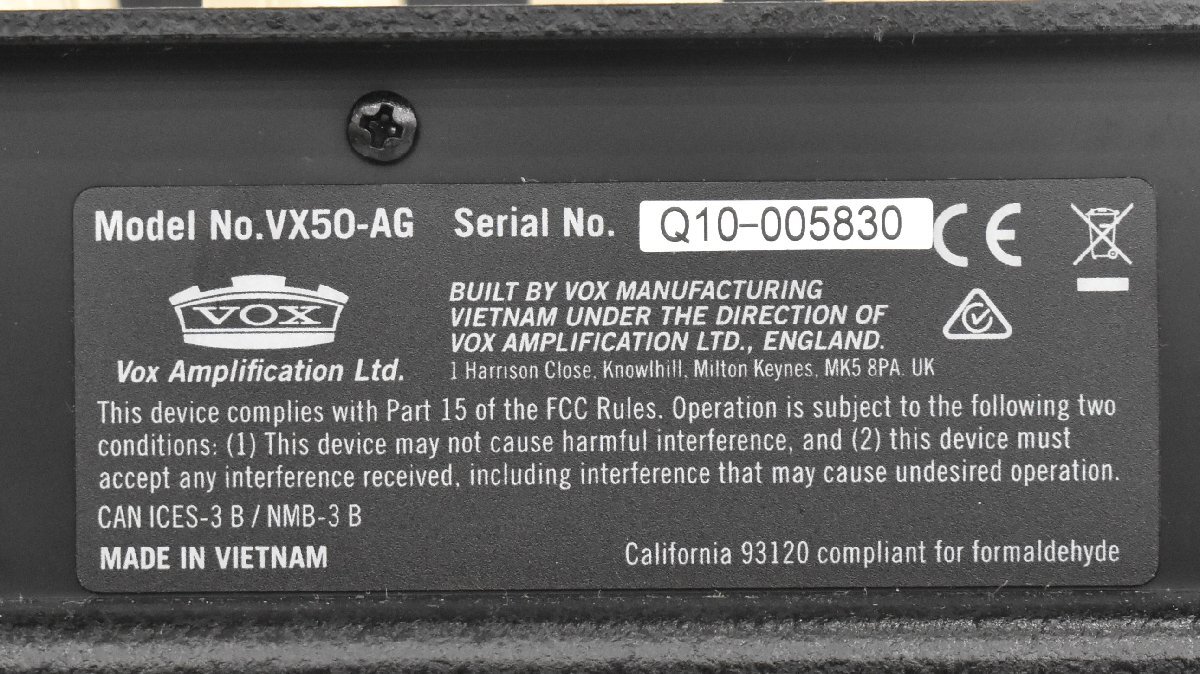 Model No.VX50-AG Serial No. Q10-005830
CE
VOX
Vox Amplification Ltd.
BUILT BY VOX MANUFACTURING
VIETNAM UNDER THE DIRECTION OF
VOX AMPLIFICATION LTD., ENGLAND.
1 Harrison Close, Knowlhill, Milton Keynes, MK5 8PA. UK
This device complies with Part 15 of the FCC Rules. Operation is subject to the following two
conditions: (1) This device may not cause harmful interference, and (2) this device must
accept any interference received, including interference that may cause undesired operation.
CAN ICES-3 B / NMB-3 B
MADE IN VIETNAM
California 93120 compliant for formaldehyde